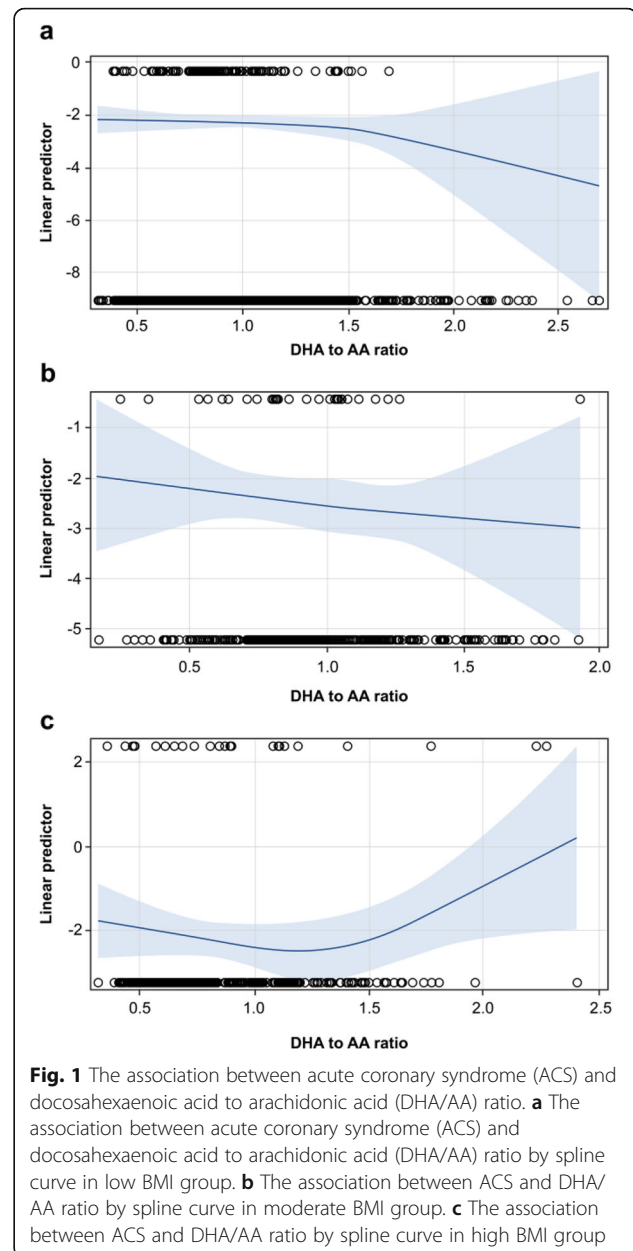 a
0
-2
-4
-6
-8
Linear predictor
0.5 1.0 1.5 2.0 2.5
DHA to AA ratio
b
-1
-2
-3
-4
-5
Linear predictor
0.5 1.0 1.5 2.0
DHA to AA ratio
c
2
0
-2
Linear predictor
0.5 1.0 1.5 2.0 2.5
DHA to AA ratio
Fig. 1 The association between acute coronary syndrome (ACS) and
docosahexaenoic acid to arachidonic acid (DHA/AA) ratio. a The
association between acute coronary syndrome (ACS) and
docosahexaenoic acid to arachidonic acid (DHA/AA) ratio by spline
curve in low BMI group. b The association between ACS and DHA/
AA ratio by spline curve in moderate BMI group. c The association
between ACS and DHA/AA ratio by spline curve in high BMI group